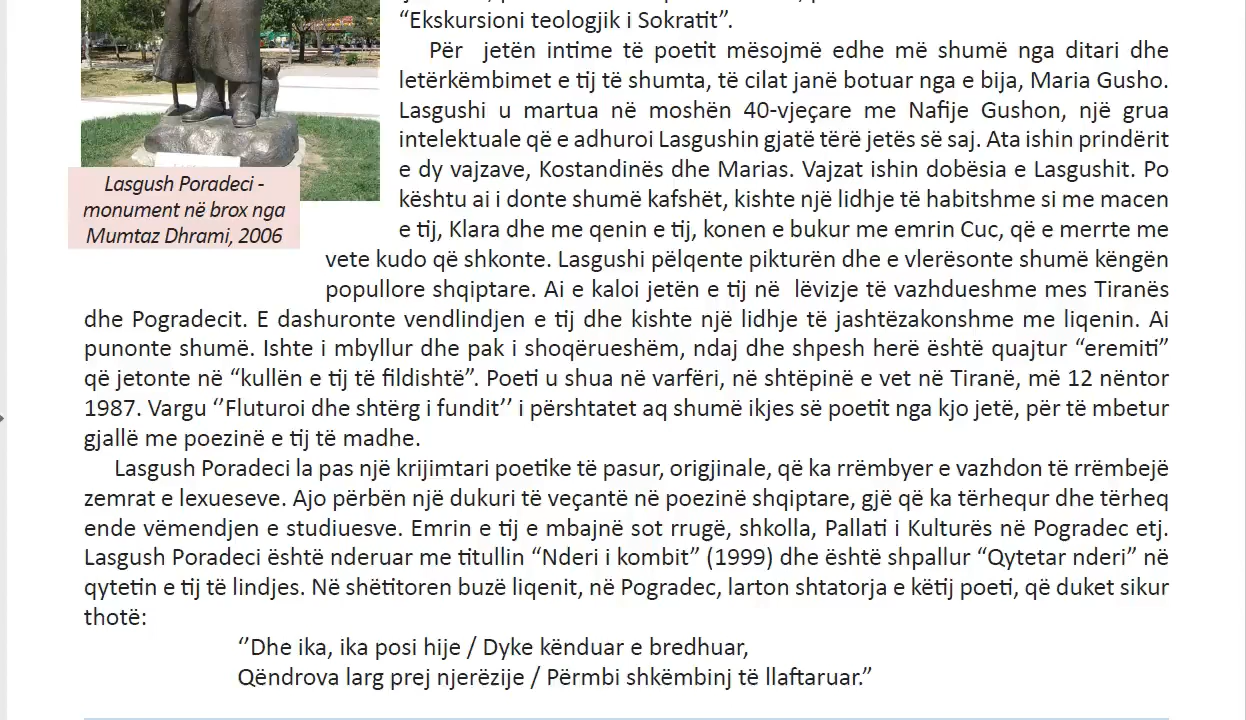 “Ekskursioni teologjik i Sokratit”.
Për jetën intime të poetit mësojmë edhe më shumë nga ditari dhe
letërkëmbimet e tij të shumta, të cilat janë botuar nga e bija, Maria Gusho.
Lasgushi u martua në moshën 40-vjeçare me Nafije Gushon, një grua
intelektuale që e adhuroi Lasgushin gjatë tërë jetës së saj. Ata ishin prindërit
e dy vajzave, Kostandinës dhe Marias. Vajzat ishin dobësia e Lasgushit. Po
kështu ai i donte shumë kafshët, kishte një lidhje të habitshme si me macen
e tij, Klara dhe me qenin e tij, konen e bukur me emrin Cuc, që e merrte me
vete kudo që shkonte. Lasgushi pëlqente pikturën dhe e vlerësonte shumë këngën
popullore shqiptare. Ai e kaloi jetën e tij në lëvizje të vazhdueshme mes Tiranës
dhe Pogradecit. E dashuronte vendlindjen e tij dhe kishte një lidhje të jashtëzakonshme me liqenin. Ai
punonte shumë. Ishte i mbyllur dhe pak i shoqërueshëm, ndaj dhe shpesh herë është quajtur “eremiti”
që jetonte në “kullën e tij të fildishtë”. Poeti u shua në varfëri, në shtëpinë e vet në Tiranë, më 12 nëntor
1987. Vargu ‘’Fluturoi dhe shtërg i fundit’’ i përshtatet aq shumë ikjes së poetit nga kjo jetë, për të mbetur
gjallë me poezinë e tij të madhe.
Lasgush Poradeci la pas një krijimtari poetike të pasur, origjinale, që ka rrëmbyer e vazhdon të rrëmbejë
zemrat e lexueseve. Ajo përbën një dukuri të veçantë në poezinë shqiptare, gjë që ka tërhequr dhe tërheq
ende vëmendjen e studiuesve. Emrin e tij e mbajnë sot rrugë, shkolla, Pallati i Kulturës në Pogradec etj.
Lasgush Poradeci është nderuar me titullin “Nderi i kombit” (1999) dhe është shpallur “Qytetar nderi” në
qytetin e tij të lindjes. Në shëtitoren buzë liqenit, në Pogradec, larton shtatorja e këtij poeti, që duket sikur
thotë:
‘’Dhe ika, ika posi hije / Dyke kënduar e bredhuar,
Qëndrova larg prej njerëzije / Përmbi shkëmbinj të llaftaruar.”
Lasgush Poradeci -
monument në brox nga
Mumtaz Dhrami, 2006